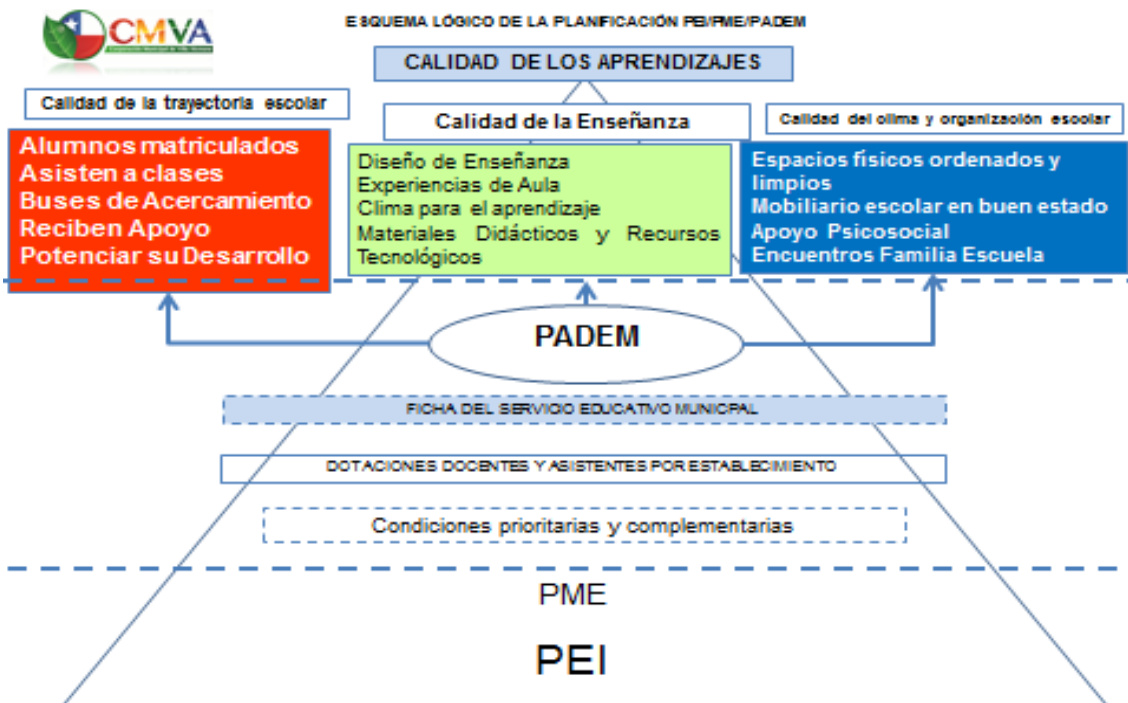 ESQUEMA LÓGICO DE LA PLANIFICACIÓN PEI/PME/PADEM
CMVA
CALIDAD DE LOS APRENDIZAJES
Calidad de la trayectoria escolar
Alumnos matriculados
Asisten a clases
Buses de Acercamiento
Reciben Apoyo
Potenciar su Desarrollo
Calidad de la Enseñanza
Diseño de Enseñanza
Experiencias de Aula
Clima para el aprendizaje
Materiales Didácticos y Recursos
Tecnológicos
Calidad del clima y organización escolar
Espacios físicos ordenados y
limpios
Mobiliario escolar en buen estado
Apoyo Psicosocial
Encuentros Familia Escuela
PADEM
FICHA DEL SERVICIO EDUCATIVO MUNICPAL
DOTACIONES DOCENTES Y ASISTENTES POR ESTABLECIMIENTO
Condiciones prioritarias y complementarias
PME
PEI